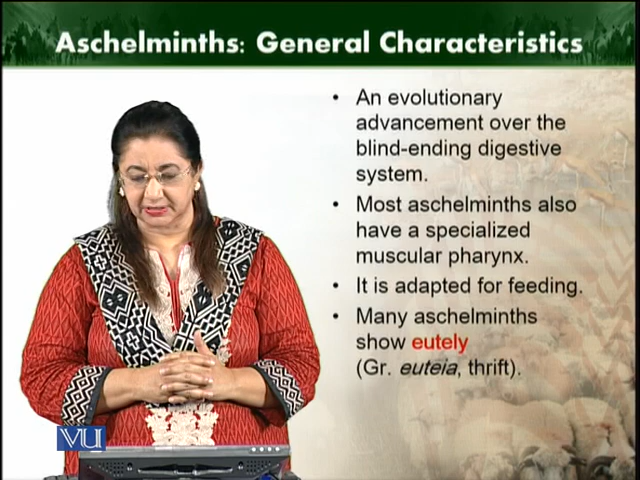 Aschelminths: General Characteristics
• An evolutionary
advancement over the
blind-ending digestive
system.
• Most aschelminths also
have a specialized
muscular pharynx.
• It is adapted for feeding.
• Many aschelminths
show eutely
(Gr. euteia, thrift).
VU